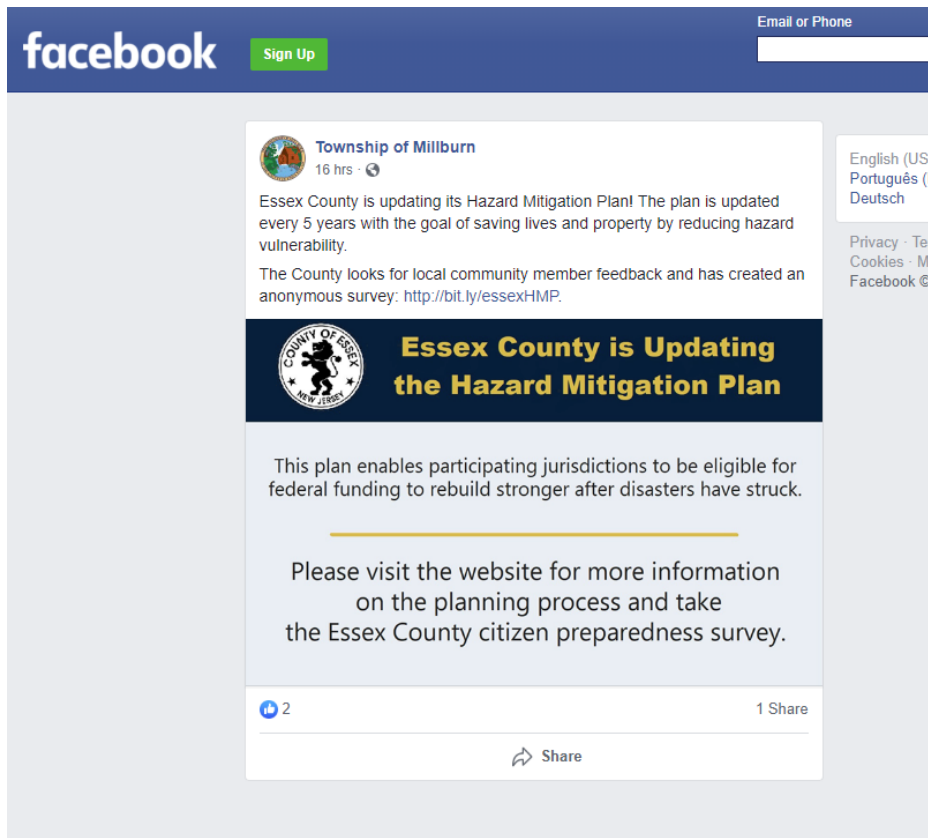 facebook
Sign Up
Email or Phone
Township of Millburn
16 hrs ·
Essex County is updating its Hazard Mitigation Plan! The plan is updated
every 5 years with the goal of saving lives and property by reducing hazard
vulnerability.
The County looks for local community member feedback and has created an
anonymous survey: http://bit.ly/essexHMP.
COUNTY OF ESSEX
NEW JERSEY
Essex County is Updating
the Hazard Mitigation Plan
This plan enables participating jurisdictions to be eligible for
federal funding to rebuild stronger after disasters have struck.
Please visit the website for more information
on the planning process and take
the Essex County citizen preparedness survey.
2
1 Share
Share
English (US
Português (
Deutsch
Privacy · Te
Cookies · M
Facebook ©